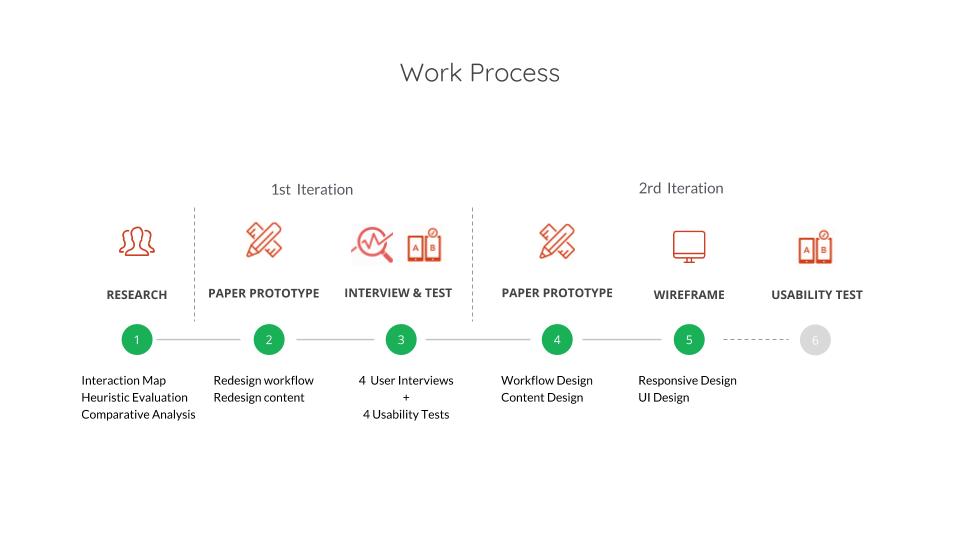 Work Process
1st Iteration
2rd Iteration
A B
A B
RESEARCH
PAPER PROTOTYPE
INTERVIEW & TEST
PAPER PROTOTYPE
WIREFRAME
USABILITY TEST
1
2
3
4
5
6
Interaction Map
Heuristic Evaluation
Comparative Analysis
Redesign workflow
Redesign content
4 User Interviews
+
4 Usability Tests
Workflow Design
Content Design
Responsive Design
UI Design